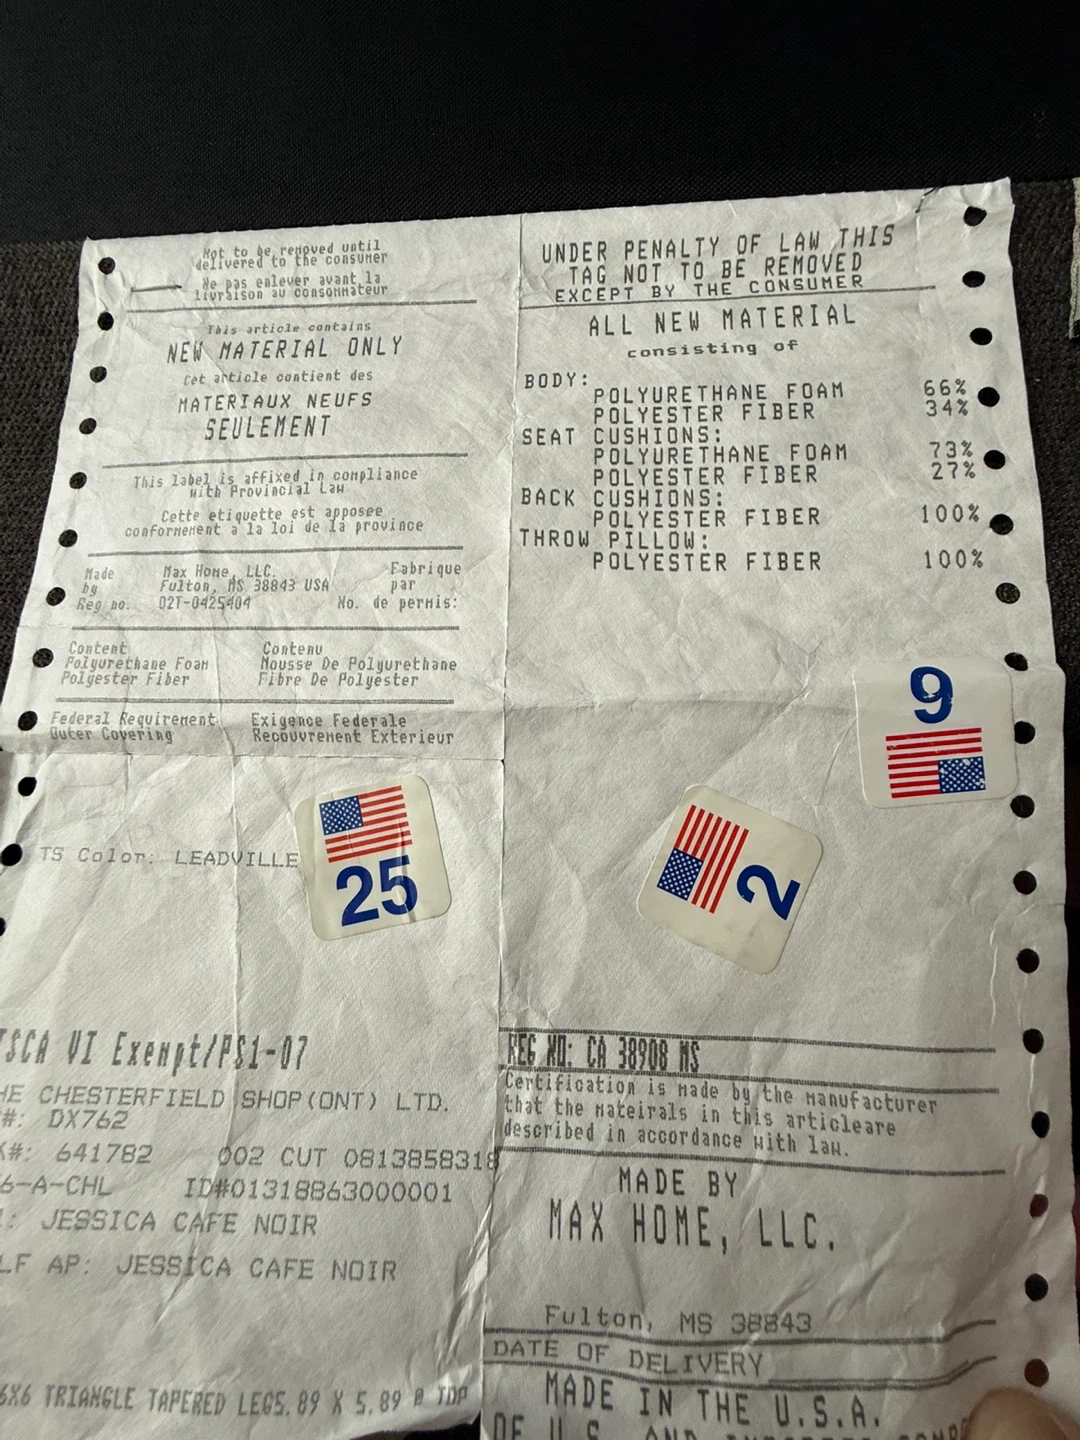 Not to be removed until
delivered to the consumer
Ne pas enlever avant la
livraison au consommateur
This article contains
NEW MATERIAL ONLY
Cet article contient des
MATERIAUX NEUFS
SEULEMENT
This label is affixed in compliance
with Provincial Law
Cette etiquette est apposee
conformement a la loi de la province
Made by Max Home, LLC. Fabrique par
Fulton, MS 38843 USA
Reg no. 02T-0425404 No. de permis:
Content Contenu
Polyurethane Foam Mousse De Polyurethane
Polyester Fiber Fibre De Polyester
Federal Requirement Exigence Federale
Outer Covering Recouvrement Exterieur
TS Color: LEADVILLE
25
TSCA VI Exempt/PS1-07
THE CHESTERFIELD SHOP(ONT) LTD.
#: DX762
#: 641782 002 CUT 0813858318
6-A-CHL ID#01318863000001
: JESSICA CAFE NOIR
LF AP: JESSICA CAFE NOIR
6X6 TRIANGLE TAPERED LEG5.89 X 5.89 @ TOP
UNDER PENALTY OF LAW THIS
TAG NOT TO BE REMOVED
EXCEPT BY THE CONSUMER
ALL NEW MATERIAL
consisting of
BODY:
POLYURETHANE FOAM 66%
POLYESTER FIBER 34%
SEAT CUSHIONS:
POLYURETHANE FOAM 73%
POLYESTER FIBER 27%
BACK CUSHIONS:
POLYESTER FIBER 100%
THROW PILLOW:
POLYESTER FIBER 100%
9
2
REG NO: CA 38908 MS
Certification is made by the manufacturer
that the mateirals in this articleare
described in accordance with law.
MADE BY
MAX HOME, LLC.
Fulton, MS 38843
DATE OF DELIVERY
MADE IN THE U.S.A.
OF U.S. AND